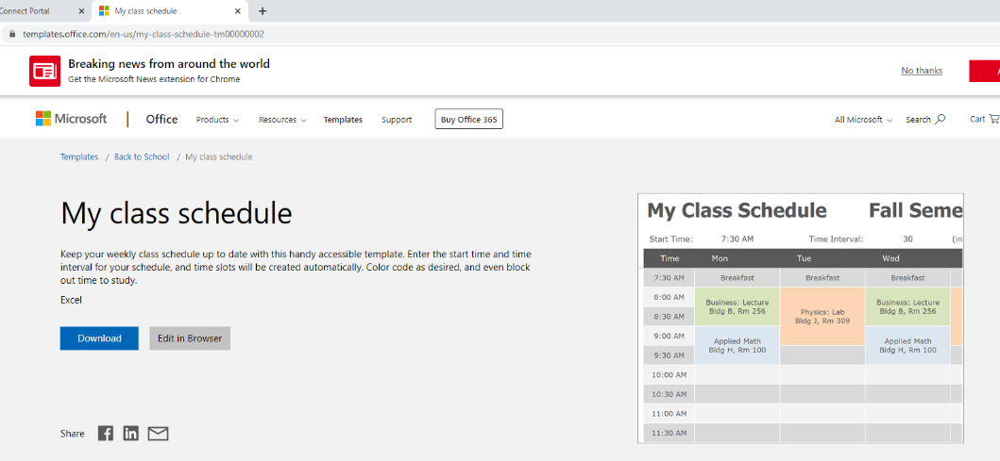 Connect Portal
My class schedule
templates.office.com/en-us/my-class-schedule-tm00000002
Breaking news from around the world
Get the Microsoft News extension for Chrome
No thanks
Microsoft
Office
Products
Resources
Templates
Support
Buy Office 365
All Microsoft
Search
Cart
Templates / Back to School / My class schedule
My class schedule
Keep your weekly class schedule up to date with this handy accessible template. Enter the start time and time
interval for your schedule, and time slots will be created automatically. Color code as desired, and even block
out time to study.
Excel
Download
Edit in Browser
Share
My Class Schedule Fall Seme
Start Time: 7:30 AM Time Interval: 30 (in
Time Mon Tue Wed
7:30 AM Breakfast Breakfast Breakfast
8:00 AM
Business: Lecture
Bldg B, Rm 256
Physics: Lab
Bldg J, Rm 309
Business: Lecture
Bldg B, Rm 256
8:30 AM
9:00 AM
Applied Math
Bldg H, Rm 100
Applied Math
Bldg H, Rm 100
9:30 AM
10:00 AM
10:30 AM
11:00 AM
11:30 AM